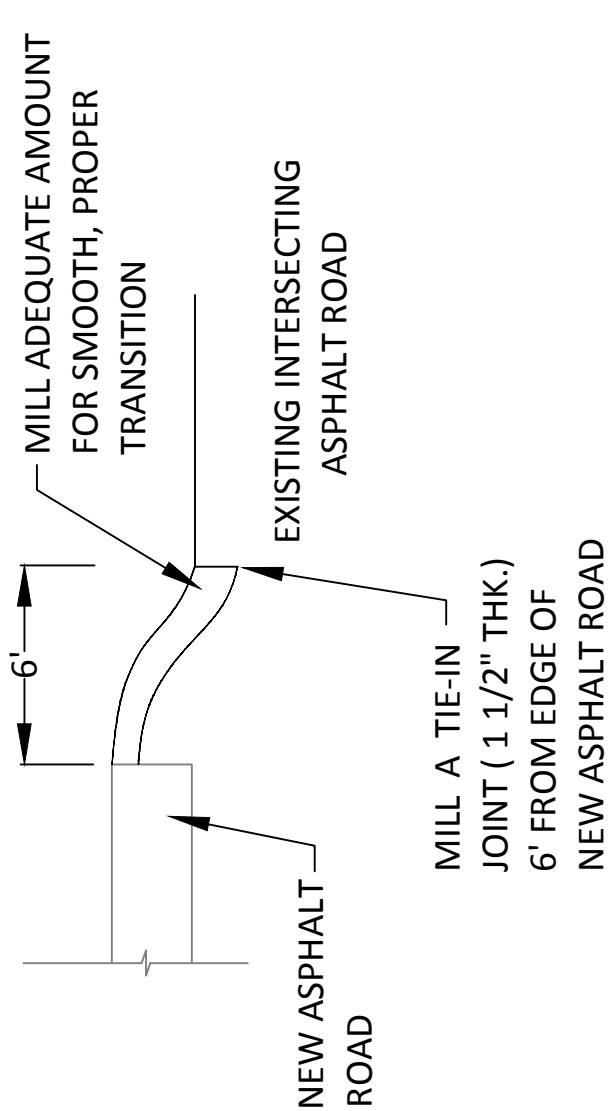 6'
MILL ADEQUATE AMOUNT
FOR SMOOTH, PROPER
TRANSITION
EXISTING INTERSECTING
ASPHALT ROAD
NEW ASPHALT
ROAD
MILL A TIE-IN
JOINT ( 1 1/2" THK.)
6' FROM EDGE OF
NEW ASPHALT ROAD